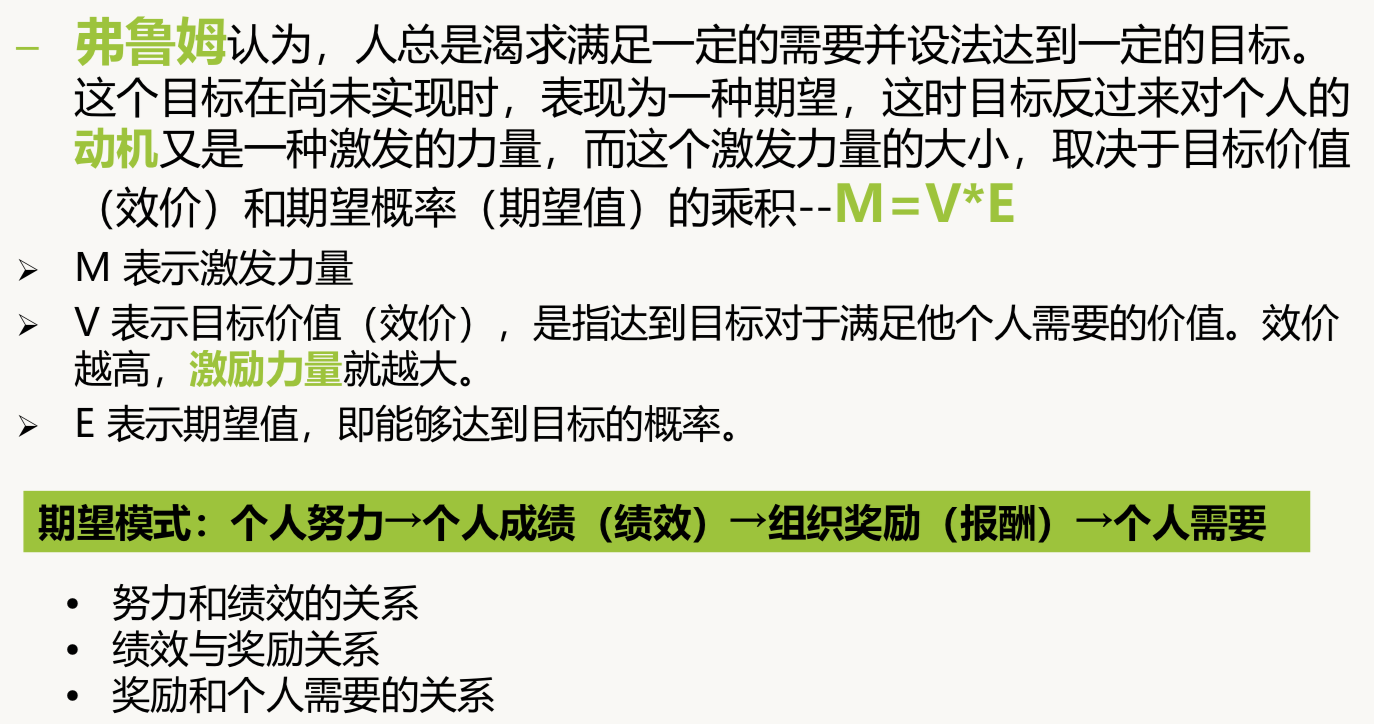 – 弗鲁姆认为，人总是渴求满足一定的需要并设法达到一定的目标。
这个目标在尚未实现时，表现为一种期望，这时目标反过来对个人的
动机又是一种激发的力量，而这个激发力量的大小，取决于目标价值
（效价）和期望概率（期望值）的乘积--M=V*E
➢ M 表示激发力量
➢ V 表示目标价值（效价），是指达到目标对于满足他个人需要的价值。效价
越高，激励力量就越大。
➢ E 表示期望值，即能够达到目标的概率。
期望模式：个人努力→个人成绩（绩效）→组织奖励（报酬）→个人需要
• 努力和绩效的关系
• 绩效与奖励关系
• 奖励和个人需要的关系